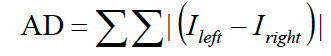 AD = ∑∑|(I_left − I_right)|